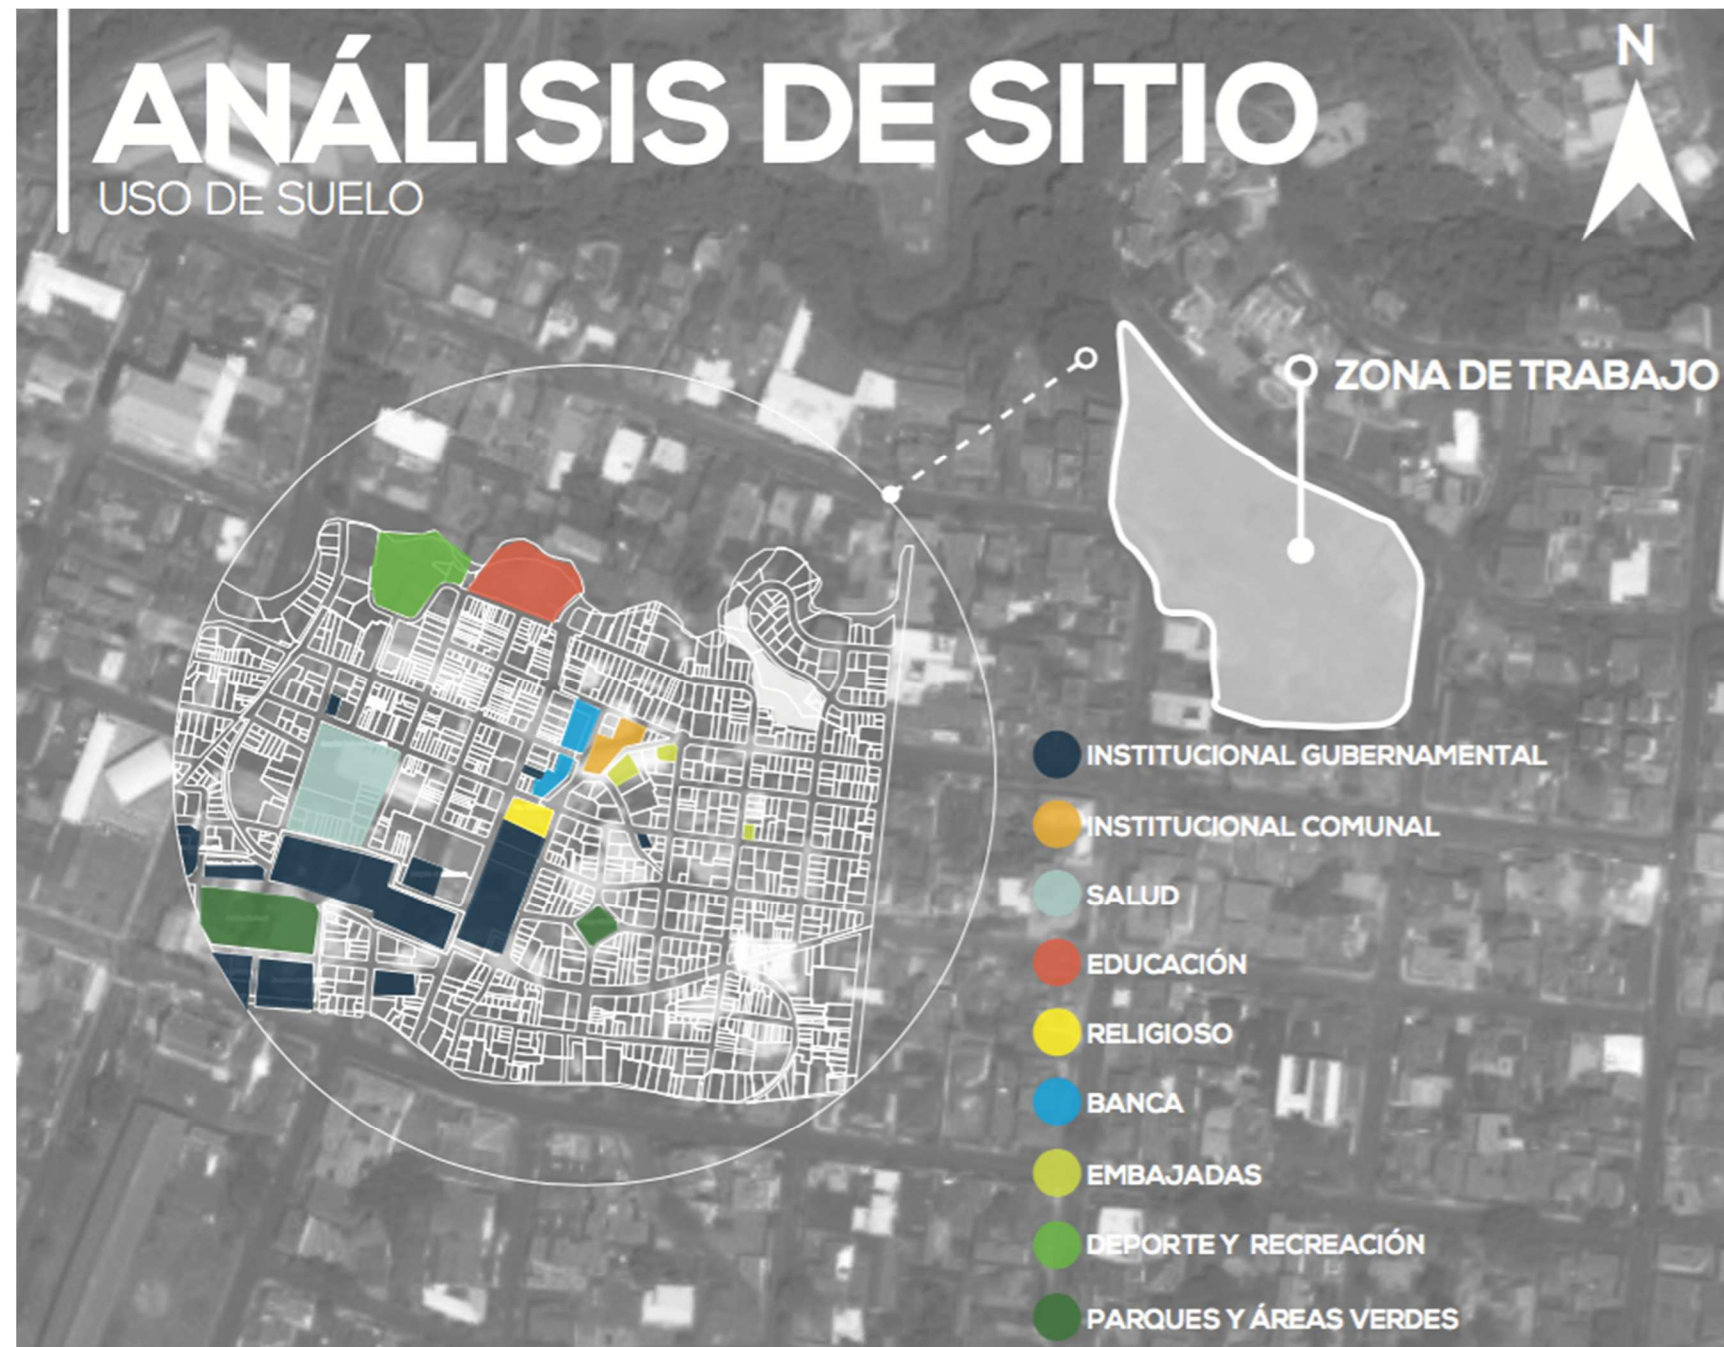 ANÁLISIS DE SITIO
USO DE SUELO
N
ZONA DE TRABAJO
INSTITUCIONAL GUBERNAMENTAL
INSTITUCIONAL COMUNAL
SALUD
EDUCACIÓN
RELIGIOSO
BANCA
EMBAJADAS
DEPORTE Y RECREACIÓN
PARQUES Y ÁREAS VERDES